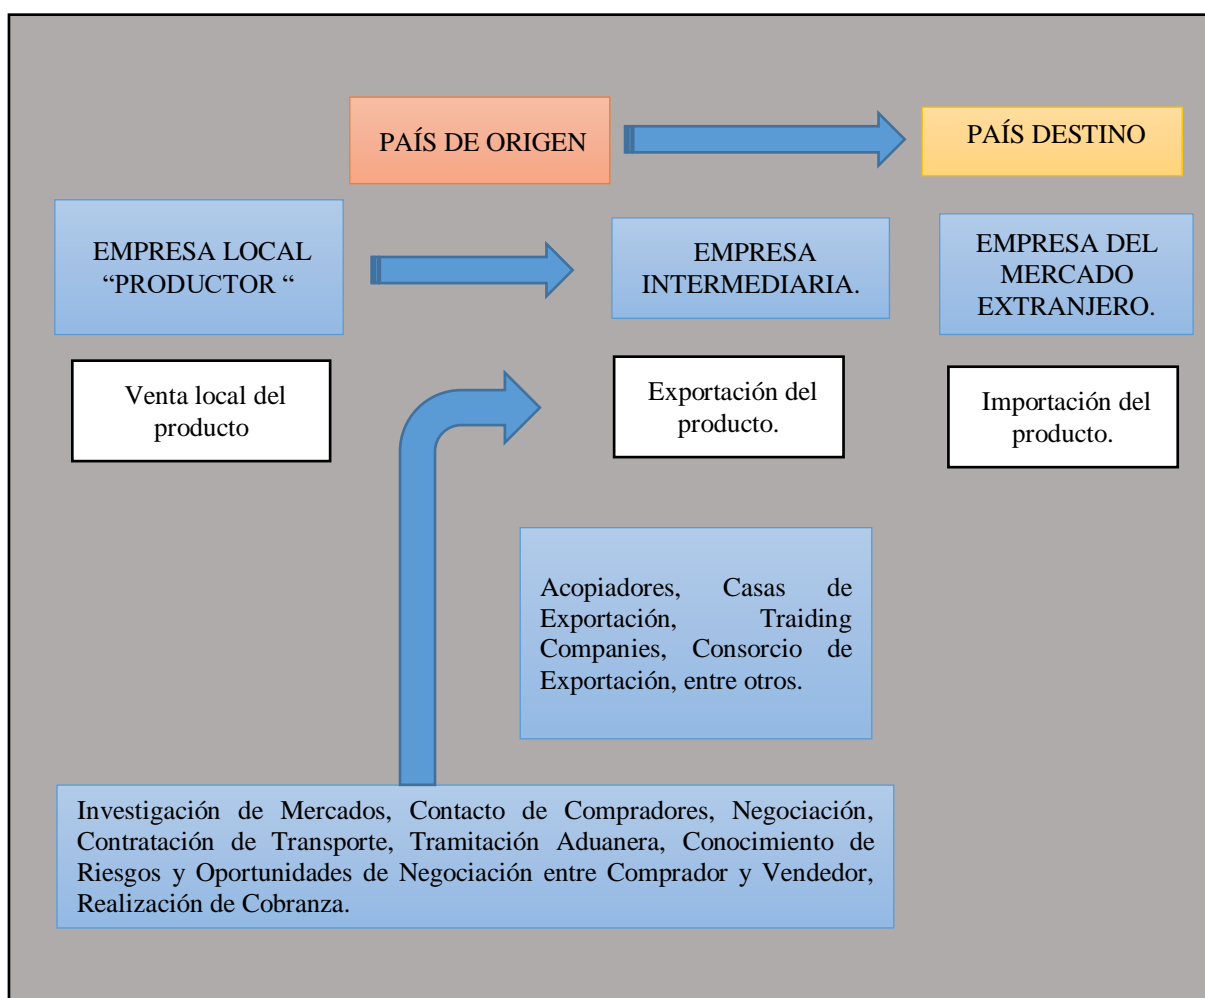 PAÍS DE ORIGEN
PAÍS DESTINO
EMPRESA LOCAL
“PRODUCTOR “
EMPRESA
INTERMEDIARIA.
EMPRESA DEL
MERCADO
EXTRANJERO.
Venta local del
producto
Exportación del
producto.
Importación del
producto.
Acopiadores, Casas de
Exportación, Traiding
Companies, Consorcio de
Exportación, entre otros.
Investigación de Mercados, Contacto de Compradores, Negociación,
Contratación de Transporte, Tramitación Aduanera, Conocimiento de
Riesgos y Oportunidades de Negociación entre Comprador y Vendedor,
Realización de Cobranza.